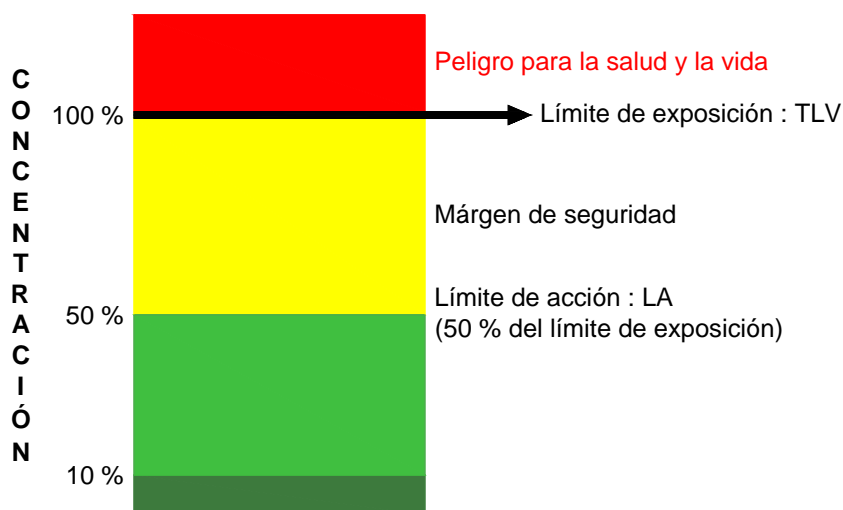 CONCENTRACIÓN
Peligro para la salud y la vida
100 %
Límite de exposición : TLV
Márgen de seguridad
50 %
Límite de acción : LA
(50 % del límite de exposición)
10 %